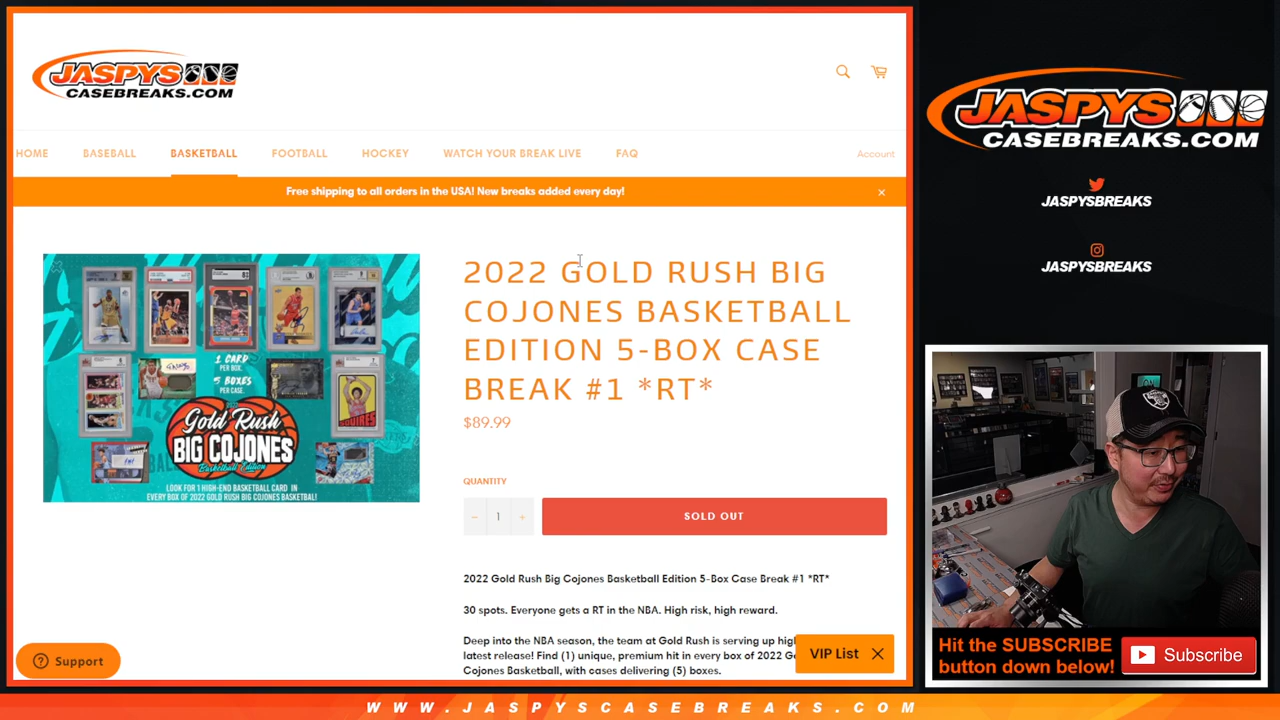 JASPYS
CASEBREAKS.COM
HOME
BASEBALL
BASKETBALL
FOOTBALL
HOCKEY
WATCH YOUR BREAK LIVE
FAQ
Account
Free shipping to all orders in the USA! New breaks added every day!
1 CARD
PER BOX.
5 BOXES
PER CASE.
Gold Rush
BIG COJONES
Basketball Edition
LOOK FOR 1 HIGH-END BASKETBALL CARD IN
EVERY BOX OF 2022 GOLD RUSH BIG COJONES BASKETBAL!
2022 GOLD RUSH BIG
COJONES BASKETBALL
EDITION 5-BOX CASE
BREAK #1 *RT*
$89.99
QUANTITY
− 1 +
SOLD OUT
2022 Gold Rush Big Cojones Basketball Edition 5-Box Case Break #1 *RT*
30 spots. Everyone gets a RT in the NBA. High risk, high reward.
Deep into the NBA season, the team at Gold Rush is serving up hig
latest release! Find (1) unique, premium hit in every box of 2022 G
Cojones Basketball, with cases delivering (5) boxes.
Support
VIP List
JASPYS
CASEBREAKS.COM
JASPYSBREAKS
JASPYSBREAKS
Hit the SUBSCRIBE
button down below!
Subscribe
WWW.JASPYSCASEBREAKS.COM